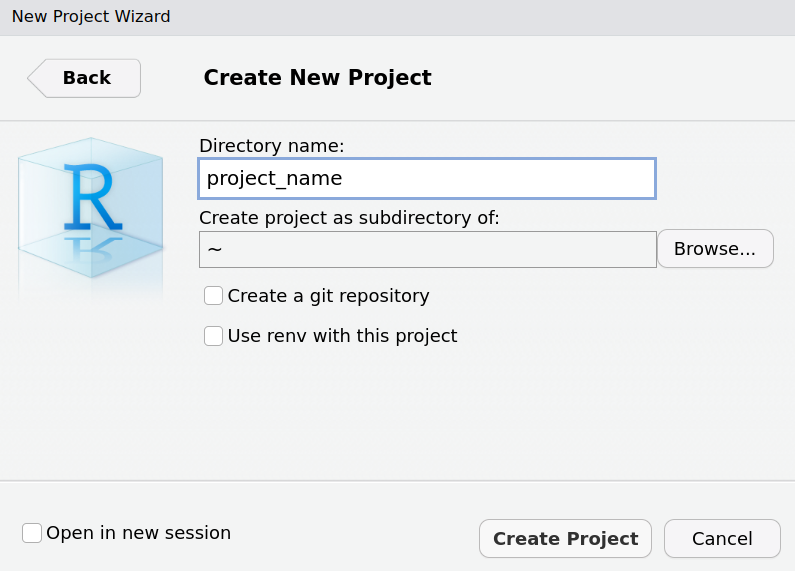 New Project Wizard
Back
Create New Project
R
Directory name:
project_name
Create project as subdirectory of:
~
Browse...
Create a git repository
Use renv with this project
Open in new session
Create Project
Cancel